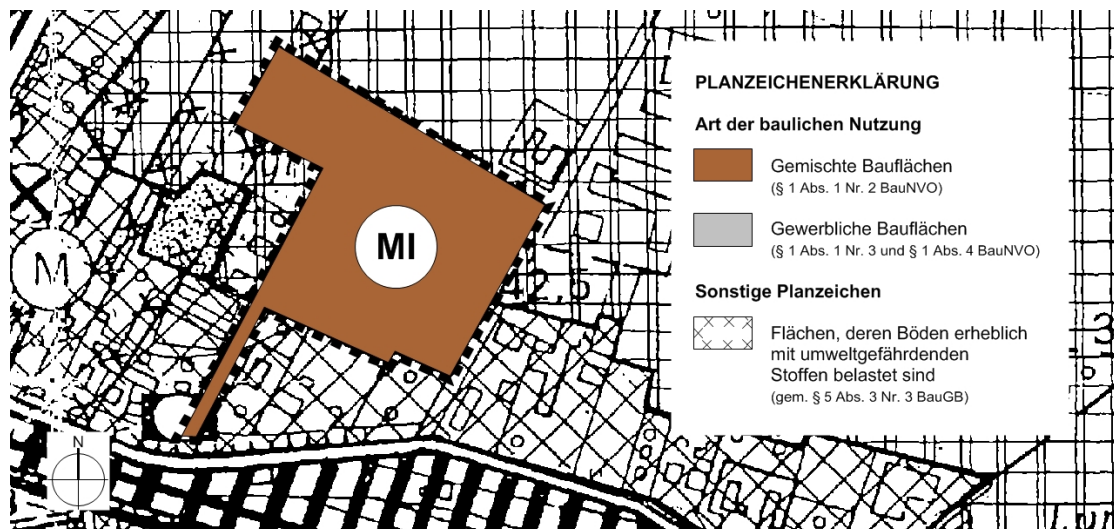 M
MI
42,5
N
PLANZEICHENERKLÄRUNG
Art der baulichen Nutzung
Gemischte Bauflächen
(§ 1 Abs. 1 Nr. 2 BauNVO)
Gewerbliche Bauflächen
(§ 1 Abs. 1 Nr. 3 und § 1 Abs. 4 BauNVO)
Sonstige Planzeichen
Flächen, deren Böden erheblich
mit umweltgefährdenden
Stoffen belastet sind
(gem. § 5 Abs. 3 Nr. 3 BauGB)